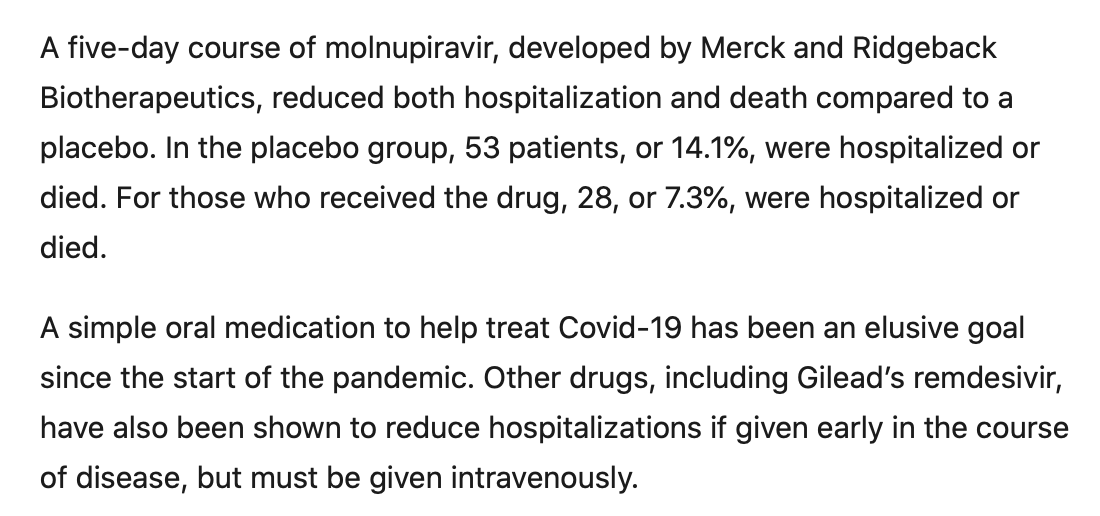 A five-day course of molnupiravir, developed by Merck and Ridgeback
Biotherapeutics, reduced both hospitalization and death compared to a
placebo. In the placebo group, 53 patients, or 14.1%, were hospitalized or
died. For those who received the drug, 28, or 7.3%, were hospitalized or
died.
A simple oral medication to help treat Covid-19 has been an elusive goal
since the start of the pandemic. Other drugs, including Gilead’s remdesivir,
have also been shown to reduce hospitalizations if given early in the course
of disease, but must be given intravenously.